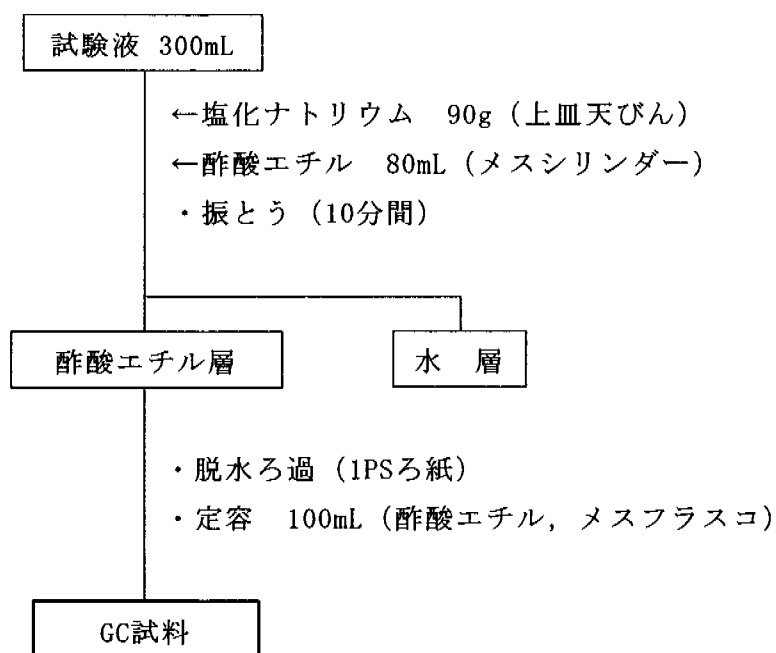 試験液 300mL
←塩化ナトリウム 90g（上皿天びん）
←酢酸エチル 80mL（メスシリンダー）
・振とう（10分間）
酢酸エチル層
水 層
・脱水ろ過（1PSろ紙）
・定容 100mL（酢酸エチル, メスフラスコ）
GC試料